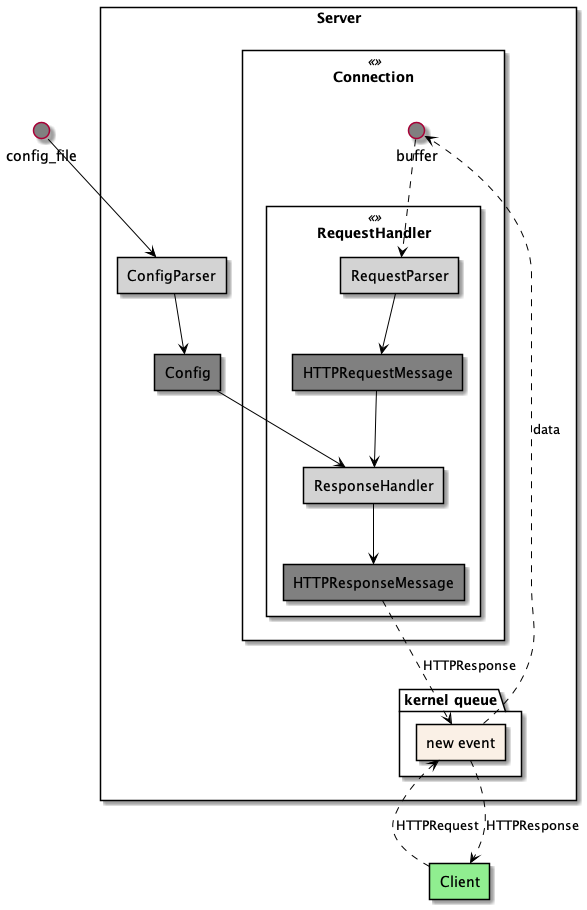 Server
«»
Connection
config_file
buffer
«»
RequestHandler
ConfigParser
RequestParser
Config
HTTPRequestMessage
data
ResponseHandler
HTTPResponseMessage
HTTPResponse
kernel queue
new event
HTTPRequest
HTTPResponse
Client